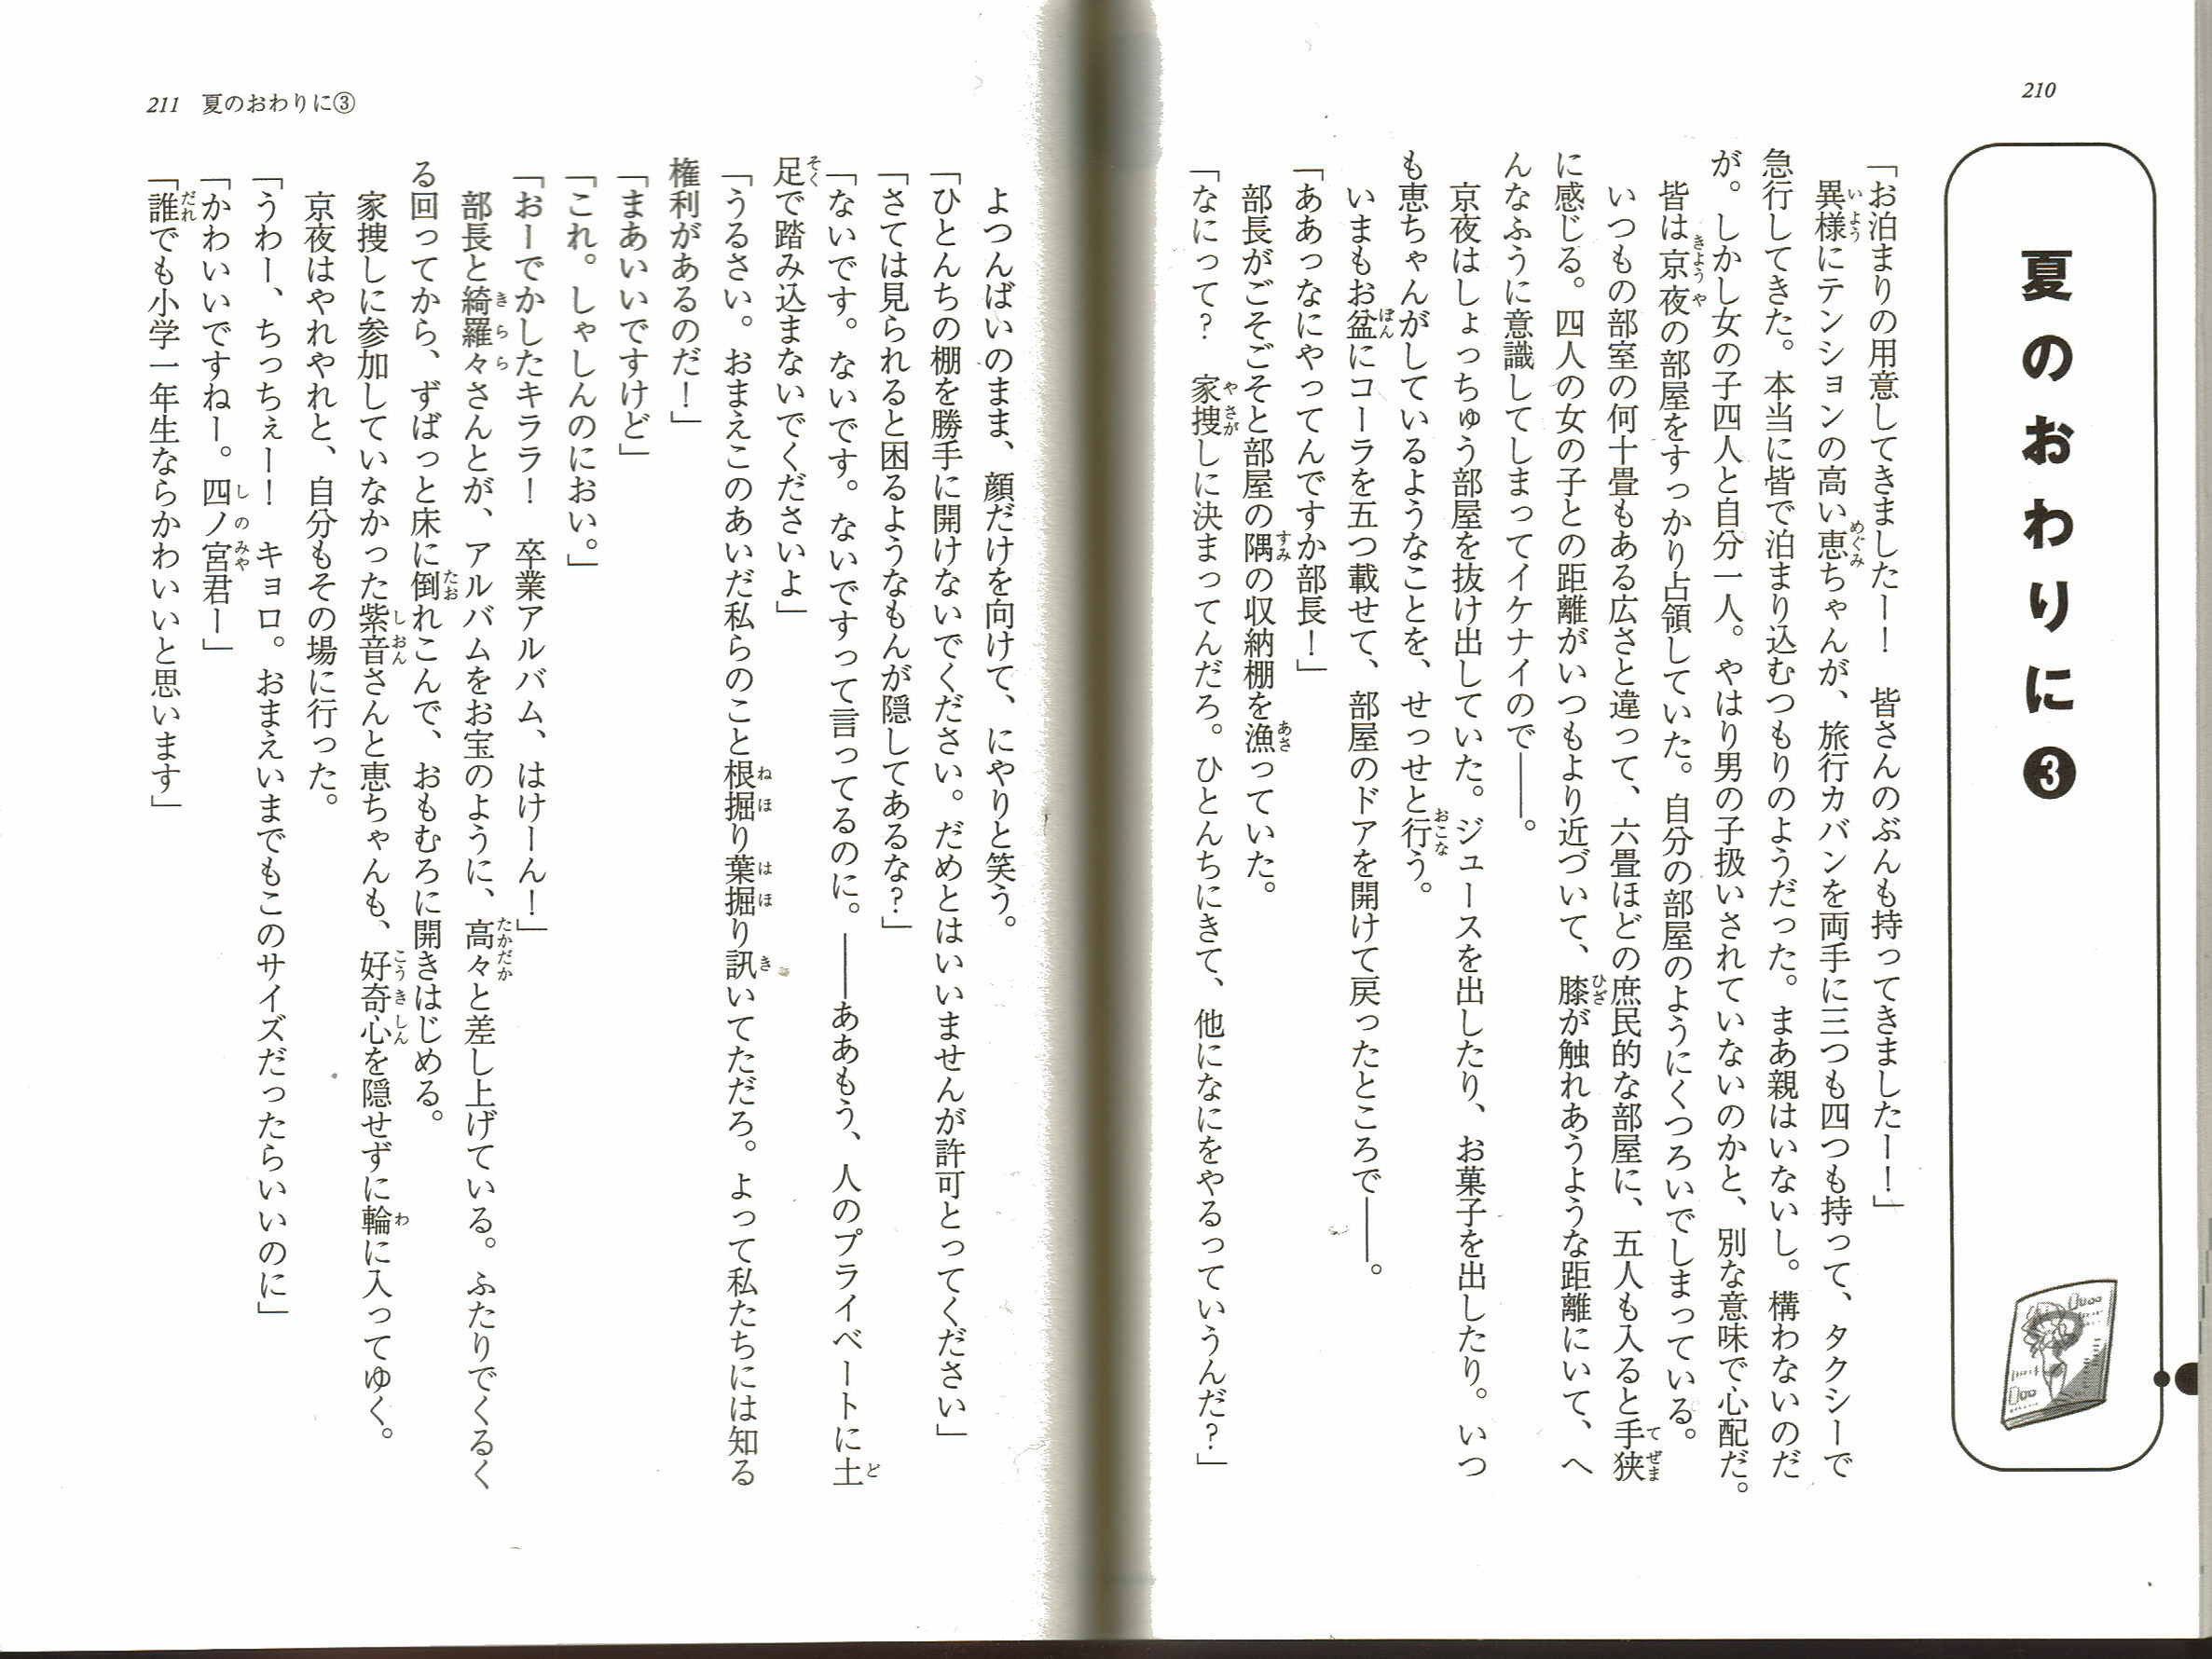 210
夏のおわりに❸
「お泊まりの用意してきましたー！　皆さんのぶんも持ってきましたー！」
　異様にテンションの高い恵ちゃんが、旅行カバンを両手に三つも四つも持って、タクシーで
急行してきた。本当に皆で泊まり込むつもりのようだった。まあ親はいないし。構わないのだ
が。しかし女の子四人と自分一人。やはり男の子扱いされていないのかと、別な意味で心配だ。
　皆は京夜の部屋をすっかり占領していた。自分の部屋のようにくつろいでしまっている。
　いつもの部室の何十畳もある広さと違って、六畳ほどの庶民的な部屋に、五人も入ると手狭
に感じる。四人の女の子との距離がいつもより近づいて、膝が触れあうような距離にいて、へ
んなふうに意識してしまってイケナイので――。
　京夜はしょっちゅう部屋を抜け出していた。ジュースを出したり、お菓子を出したり。いつ
も恵ちゃんがしているようなことを、せっせと行う。
　いまもお盆にコーラを五つ載せて、部屋のドアを開けて戻ったところで――。
「ああっなにやってんですか部長！」
　部長がごそごそと部屋の隅の収納棚を漁っていた。
「なにって？　家捜しに決まってんだろ。ひとんちにきて、他になにをやるっていうんだ？」
　よつんばいのまま、顔だけを向けて、にやりと笑う。
「ひとんちの棚を勝手に開けないでください。だめとはいいませんが許可とってください」
「さては見られると困るようなもんが隠してあるな？」
「ないです。ないです。ないですって言ってるのに。――ああもう、人のプライベートに土
足で踏み込まないでくださいよ」
「うるさい。おまえこのあいだ私らのこと根掘り葉掘り訊いてただろ。よって私たちには知る
権利があるのだ！」
「まあいいですけど」
「これ。しゃしんのにおい。」
「おーでかしたキララ！　卒業アルバム、はけーん！」
　部長と綺羅々さんとが、アルバムをお宝のように、高々と差し上げている。ふたりでくるく
る回ってから、ずばっと床に倒れこんで、おもむろに開きはじめる。
　家捜しに参加していなかった紫音さんと恵ちゃんも、好奇心を隠せずに輪に入ってゆく。
　京夜はやれやれと、自分もその場に行った。
「うわー、ちっちぇー！　キョロ。おまえいまでもこのサイズだったらいいのに」
「かわいいですねー。四ノ宮君ー」
「誰でも小学一年生ならかわいいと思います」
211　夏のおわりに③